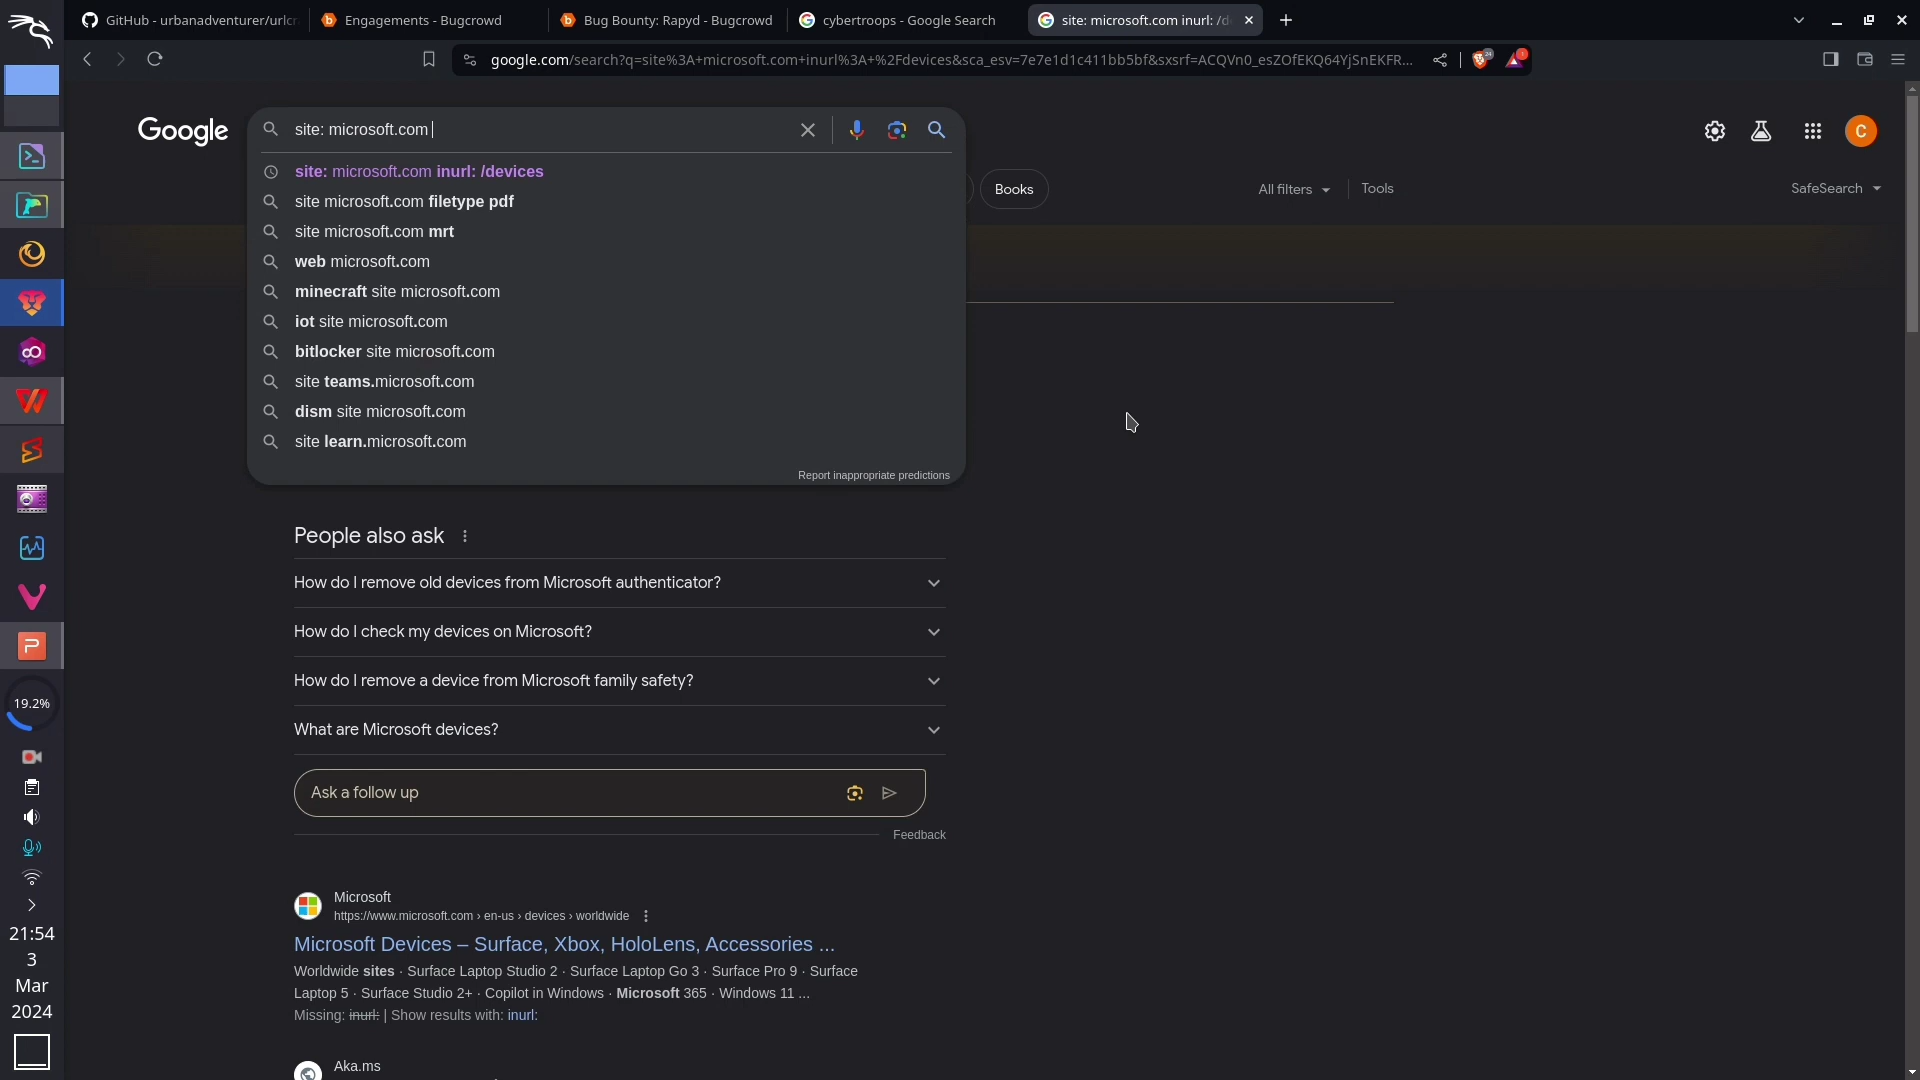 GitHub - urbanadventurer/urlcr
Engagements - Bugcrowd
Bug Bounty: Rapyd - Bugcrowd
cybertroops - Google Search
site: microsoft.com inurl: /d
google.com/search?q=site%3A+microsoft.com+inurl%3A+%2Fdevices&sca_esv=7e7e1d1c411bb5bf&sxsrf=ACQVn0_esZOfEKQ64YjSnEKFR...
24
1
Google
site: microsoft.com
C
site: microsoft.com inurl: /devices
Books
All filters
Tools
SafeSearch
site microsoft.com filetype pdf
site microsoft.com mrt
web microsoft.com
minecraft site microsoft.com
iot site microsoft.com
bitlocker site microsoft.com
site teams.microsoft.com
dism site microsoft.com
site learn.microsoft.com
Report inappropriate predictions
People also ask
How do I remove old devices from Microsoft authenticator?
How do I check my devices on Microsoft?
How do I remove a device from Microsoft family safety?
What are Microsoft devices?
Ask a follow up
Feedback
Microsoft
https://www.microsoft.com › en-us › devices › worldwide
Microsoft Devices – Surface, Xbox, HoloLens, Accessories ...
Worldwide sites · Surface Laptop Studio 2 · Surface Laptop Go 3 · Surface Pro 9 · Surface
Laptop 5 · Surface Studio 2+ · Copilot in Windows · Microsoft 365 · Windows 11 ...
Missing: inurl: | Show results with: inurl:
Aka.ms
19.2%
21:54
3
Mar
2024